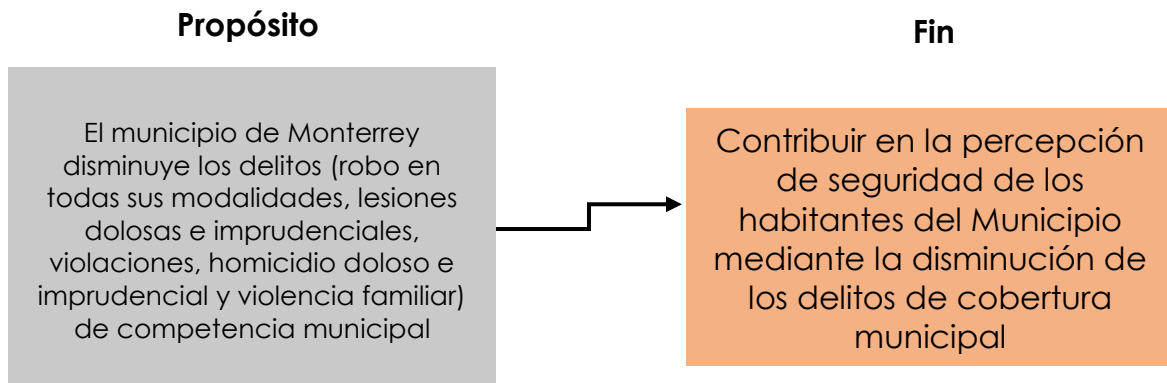 Propósito
Fin
El municipio de Monterrey
disminuye los delitos (robo en
todas sus modalidades, lesiones
dolosas e imprudenciales,
violaciones, homicidio doloso e
imprudencial y violencia familiar)
de competencia municipal
Contribuir en la percepción
de seguridad de los
habitantes del Municipio
mediante la disminución de
los delitos de cobertura
municipal